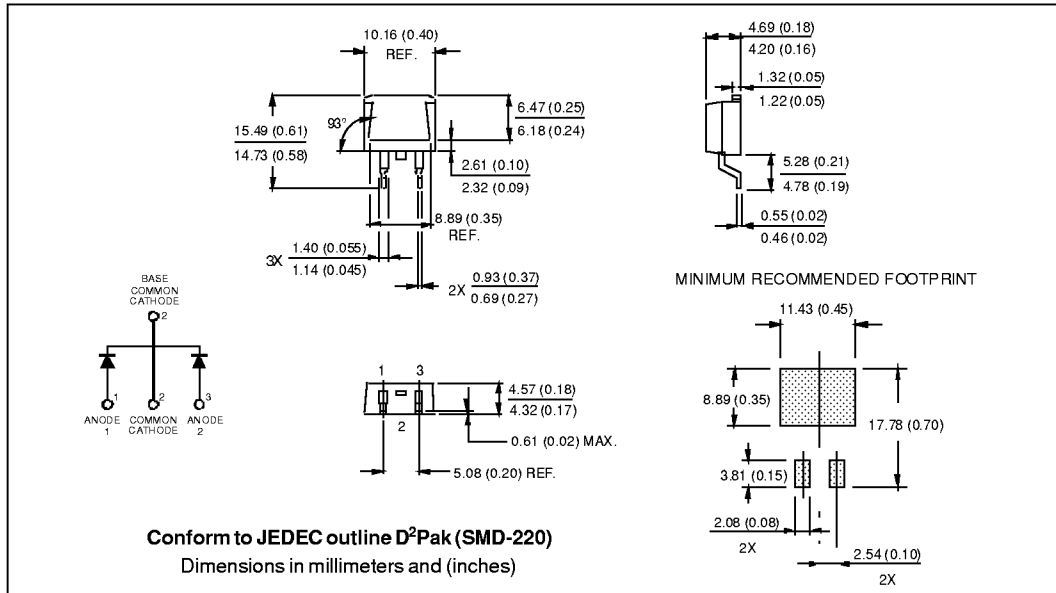 10.16 (0.40)
REF.
15.49 (0.61)
14.73 (0.58)
93°
6.47 (0.25)
6.18 (0.24)
2.61 (0.10)
2.32 (0.09)
8.89 (0.35)
REF.
3X
1.40 (0.055)
1.14 (0.045)
2X
0.93 (0.37)
0.69 (0.27)
4.69 (0.18)
4.20 (0.16)
1.32 (0.05)
1.22 (0.05)
5.28 (0.21)
4.78 (0.19)
0.55 (0.02)
0.46 (0.02)
BASE
COMMON
CATHODE
2
1
2
3
ANODE
1
COMMON
CATHODE
ANODE
2
1
3
2
4.57 (0.18)
4.32 (0.17)
0.61 (0.02) MAX.
5.08 (0.20) REF.
MINIMUM RECOMMENDED FOOTPRINT
11.43 (0.45)
8.89 (0.35)
17.78 (0.70)
3.81 (0.15)
2.08 (0.08)
2X
2.54 (0.10)
2X
Conform to JEDEC outline D²Pak (SMD-220)
Dimensions in millimeters and (inches)